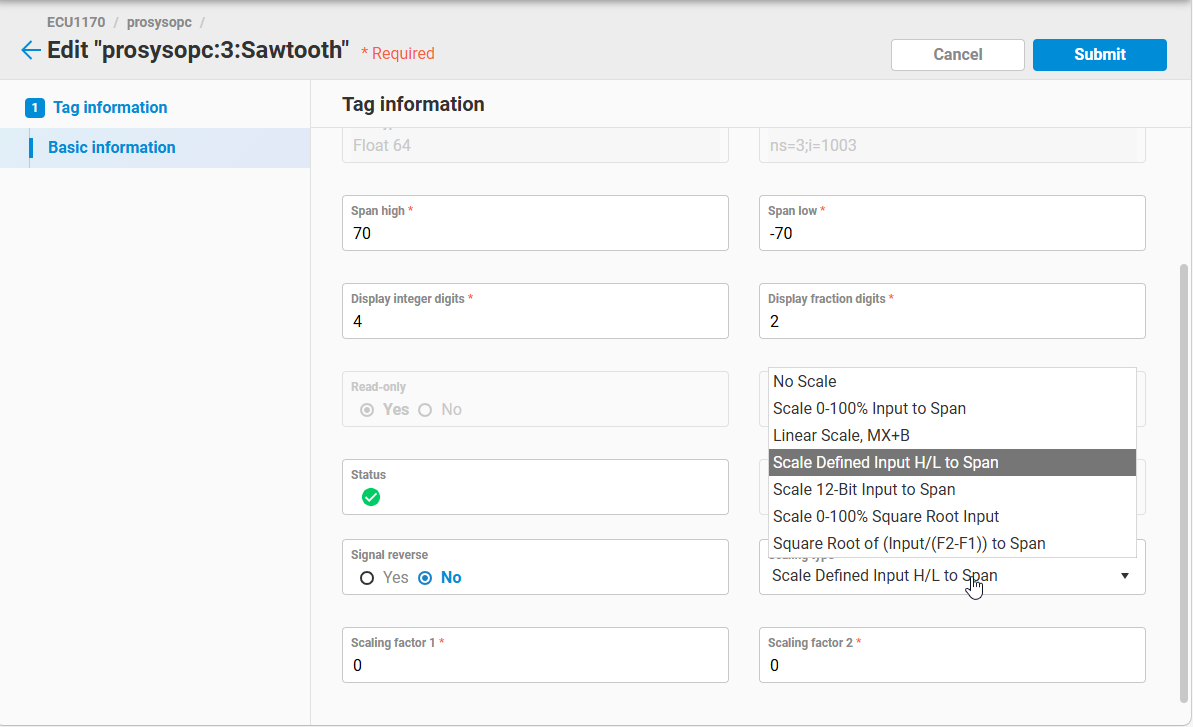 ECU1170 / prosysopc /
Edit "prosysopc:3:Sawtooth" * Required
Cancel
Submit
1 Tag information
Basic information
Tag information
Float 64
ns=3;i=1003
Span high *
70
Span low *
-70
Display integer digits *
4
Display fraction digits *
2
Read-only
Yes No
No Scale
Scale 0-100% Input to Span
Linear Scale, MX+B
Scale Defined Input H/L to Span
Scale 12-Bit Input to Span
Scale 0-100% Square Root Input
Square Root of (Input/(F2-F1)) to Span
Status
Signal reverse
Yes No
Scaling type
Scale Defined Input H/L to Span
Scaling factor 1 *
0
Scaling factor 2 *
0